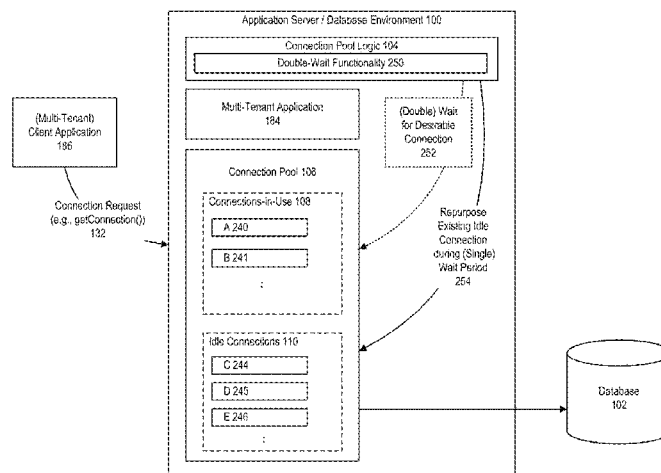 Application Server / Database Environment 100
Connection Pool Logic 104
Double-Wait Functionality 250
(Multi-Tenant)
Client Application
186
Multi-Tenant Application
184
(Double) Wait
for Desirable
Connection
252
Connection Request
(e.g., getConnection())
132
Connection Pool 106
Connections-in-Use 108
A 240
B 241
:
Repurpose
Existing Idle
Connection
during (Single)
Wait Period
254
Idle Connections 110
C 244
D 245
E 246
:
Database
102